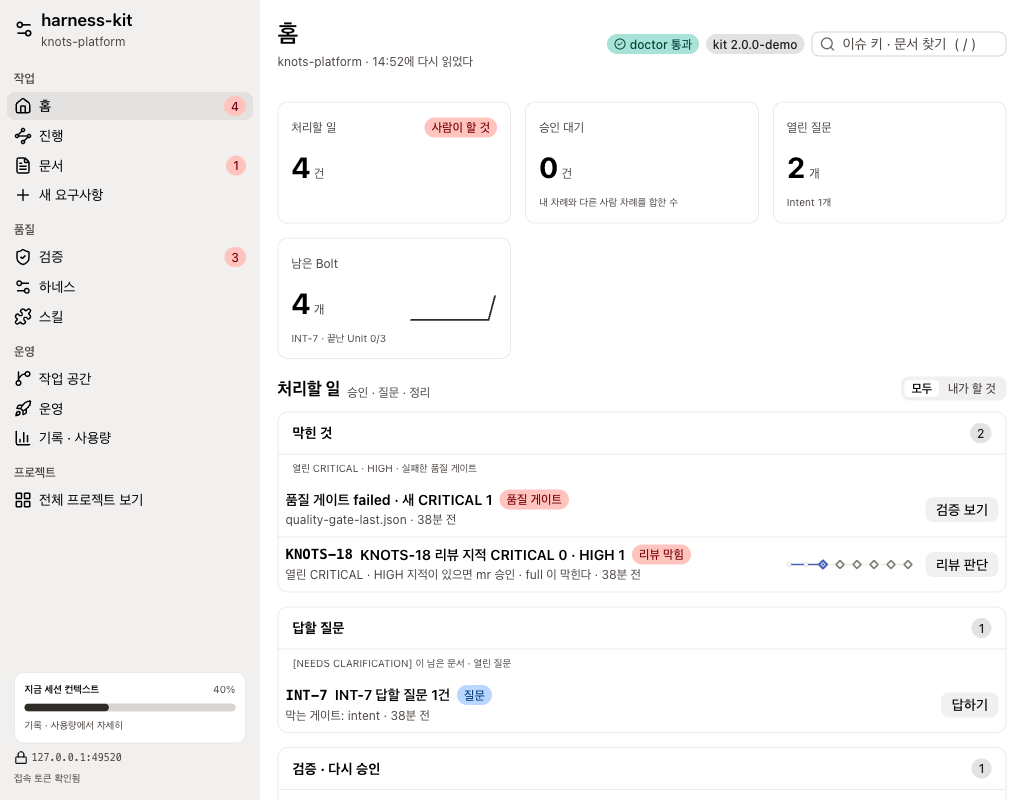 harness-kit
knots-platform
작업
홈 4
진행
문서 1
새 요구사항
품질
검증 3
하네스
스킬
운영
작업 공간
운영
기록 · 사용량
프로젝트
전체 프로젝트 보기
지금 세션 컨텍스트 40%
기록 · 사용량에서 자세히
127.0.0.1:49520
접속 토큰 확인됨
홈
knots-platform · 14:52에 다시 읽었다
doctor 통과
kit 2.0.0-demo
이슈 키 · 문서 찾기 ( / )
처리할 일 사람이 할 것
4 건
승인 대기
0 건
내 차례와 다른 사람 차례를 합한 수
열린 질문
2 개
Intent 1개
남은 Bolt
4 개
INT-7 · 끝난 Unit 0/3
처리할 일 승인 · 질문 · 정리
모두 내가 할 것
막힌 것 2
열린 CRITICAL · HIGH · 실패한 품질 게이트
품질 게이트 failed · 새 CRITICAL 1 품질 게이트
quality-gate-last.json · 38분 전
검증 보기
KNOTS-18 KNOTS-18 리뷰 지적 CRITICAL 0 · HIGH 1 리뷰 막힘
열린 CRITICAL · HIGH 지적이 있으면 mr 승인 · full 이 막힌다 · 38분 전
리뷰 판단
답할 질문 1
[NEEDS CLARIFICATION] 이 남은 문서 · 열린 질문
INT-7 INT-7 답할 질문 1건 질문
막는 게이트: intent · 38분 전
답하기
검증 · 다시 승인 1